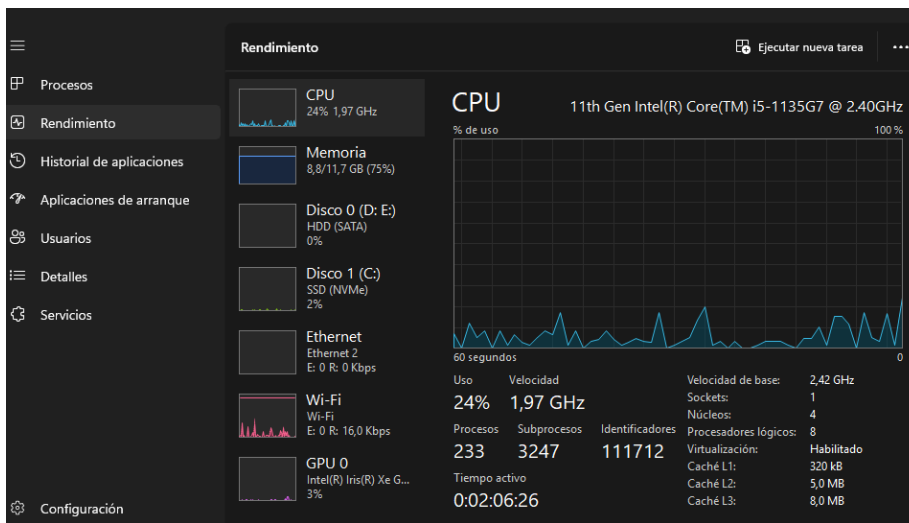 Rendimiento
Ejecutar nueva tarea
Procesos
Rendimiento
Historial de aplicaciones
Aplicaciones de arranque
Usuarios
Detalles
Servicios
Configuración
CPU
24% 1,97 GHz
Memoria
8,8/11,7 GB (75%)
Disco 0 (D: E:)
HDD (SATA)
0%
Disco 1 (C:)
SSD (NVMe)
2%
Ethernet
Ethernet 2
E: 0 R: 0 Kbps
Wi-Fi
Wi-Fi
E: 0 R: 16,0 Kbps
GPU 0
Intel(R) Iris(R) Xe G...
3%
CPU 11th Gen Intel(R) Core(TM) i5-1135G7 @ 2.40GHz
% de uso 100 %
60 segundos 0
Uso Velocidad
24% 1,97 GHz
Procesos Subprocesos Identificadores
233 3247 111712
Tiempo activo
0:02:06:26
Velocidad de base: 2,42 GHz
Sockets: 1
Núcleos: 4
Procesadores lógicos: 8
Virtualización: Habilitado
Caché L1: 320 kB
Caché L2: 5,0 MB
Caché L3: 8,0 MB